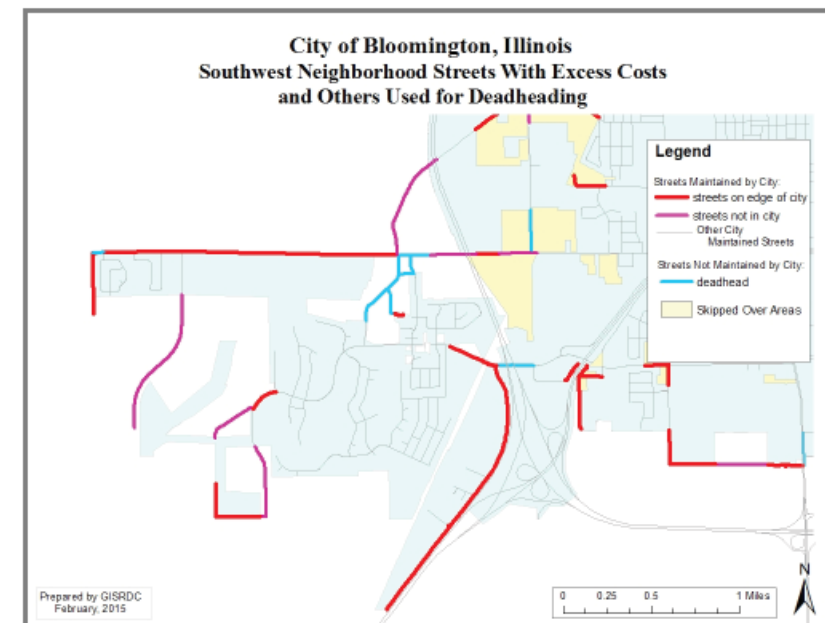 City of Bloomington, Illinois
Southwest Neighborhood Streets With Excess Costs
and Others Used for Deadheading
Legend
Streets Maintained by City:
streets on edge of city
streets not in city
Other City
Maintained Streets
Streets Not Maintained by City:
deadhead
Skipped Over Areas
Prepared by GISRDC
February, 2015
0 0.25 0.5 1 Miles
N